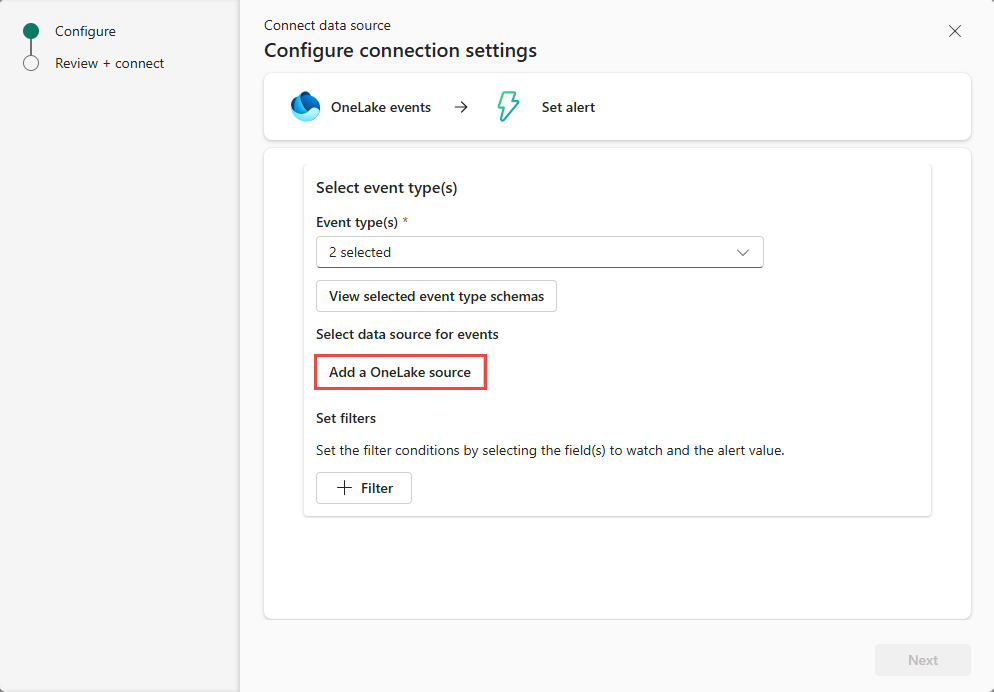 Configure
Review + connect
Connect data source
Configure connection settings
OneLake events
Set alert
Select event type(s)
Event type(s) *
2 selected
View selected event type schemas
Select data source for events
Add a OneLake source
Set filters
Set the filter conditions by selecting the field(s) to watch and the alert value.
Filter
Next